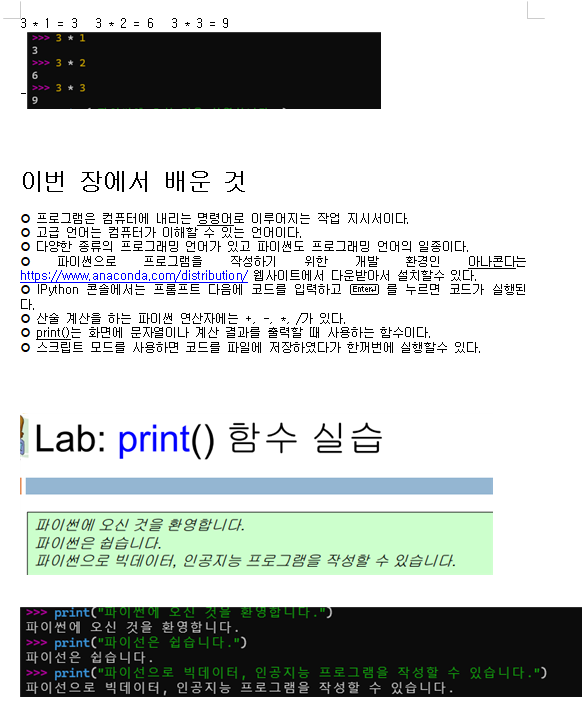 3 * 1 = 3 3 * 2 = 6 3 * 3 = 9
>>> 3 * 1
3
>>> 3 * 2
6
>>> 3 * 3
9
이번 장에서 배운 것
프로그램은 컴퓨터에 내리는 명령어로 이루어지는 작업 지시서이다.
고급 언어는 컴퓨터가 이해할 수 있는 언어이다.
다양한 종류의 프로그래밍 언어가 있고 파이썬도 프로그래밍 언어의 일종이다.
파이썬으로 프로그램을 작성하기 위한 개발 환경인 아나콘다는
https://www.anaconda.com/distribution/ 웹사이트에서 다운받아서 설치할수 있다.
IPython 콘솔에서는 프롬프트 다음에 코드를 입력하고 Enter↵ 를 누르면 코드가 실행된
다.
산술 계산을 하는 파이썬 연산자에는 +, -, *, /가 있다.
print()는 화면에 문자열이나 계산 결과를 출력할 때 사용하는 함수이다.
스크립트 모드를 사용하면 코드를 파일에 저장하였다가 한꺼번에 실행할수 있다.
Lab: print() 함수 실습
파이썬에 오신 것을 환영합니다.
파이썬은 쉽습니다.
파이썬으로 빅데이터, 인공지능 프로그램을 작성할 수 있습니다.
>>> print("파이썬에 오신 것을 환영합니다.")
파이썬에 오신 것을 환영합니다.
>>> print("파이선은 쉽습니다.")
파이선은 쉽습니다.
>>> print("파이선으로 빅데이터, 인공지능 프로그램을 작성할 수 있습니다.")
파이선으로 빅데이터, 인공지능 프로그램을 작성할 수 있습니다.